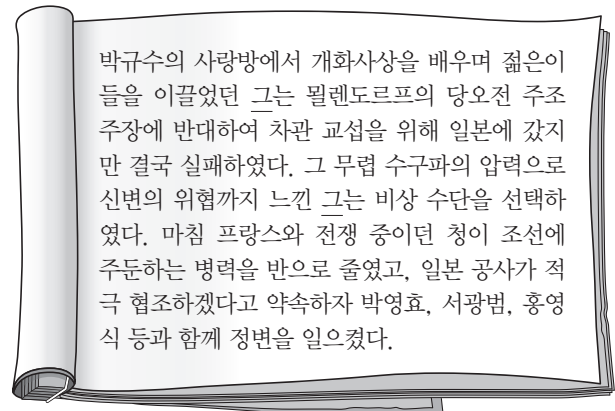 박규수의 사랑방에서 개화사상을 배우며 젊은이
들을 이끌었던 그는 묄렌도르프의 당오전 주조
주장에 반대하여 차관 교섭을 위해 일본에 갔지
만 결국 실패하였다. 그 무렵 수구파의 압력으로
신변의 위협까지 느낀 그는 비상 수단을 선택하
였다. 마침 프랑스와 전쟁 중이던 청이 조선에
주둔하는 병력을 반으로 줄였고, 일본 공사가 적
극 협조하겠다고 약속하자 박영효, 서광범, 홍영
식 등과 함께 정변을 일으켰다.